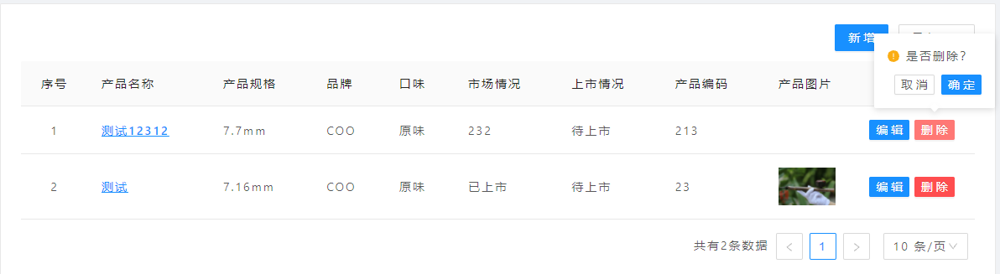 新增
是否删除?
取消 确定
序号 产品名称 产品规格 品牌 口味 市场情况 上市情况 产品编码 产品图片
1 测试12312 7.7mm COO 原味 232 待上市 213 编辑 删除
2 测试 7.16mm COO 原味 已上市 待上市 23 编辑 删除
共有2条数据 1 10 条/页